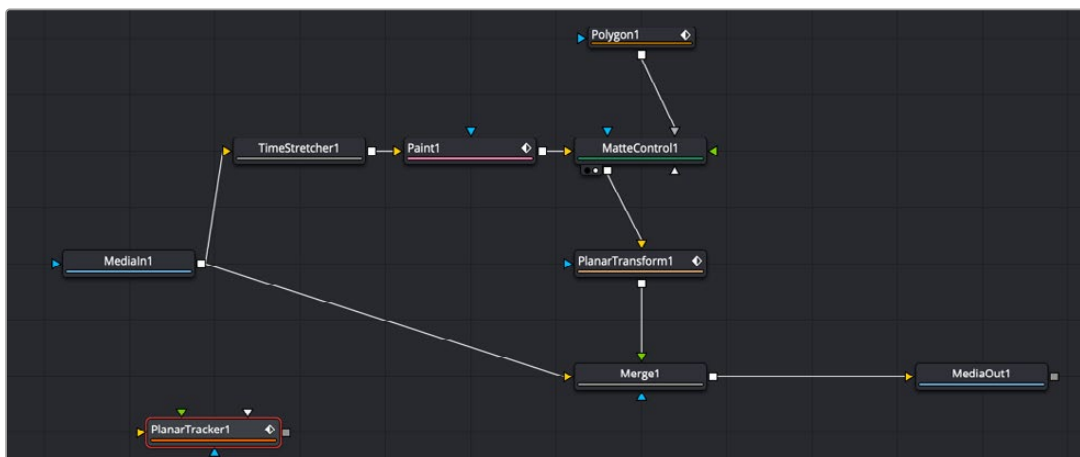 Polygon1
TimeStretcher1
Paint1
MatteControl1
MediaIn1
PlanarTransform1
Merge1
MediaOut1
PlanarTracker1